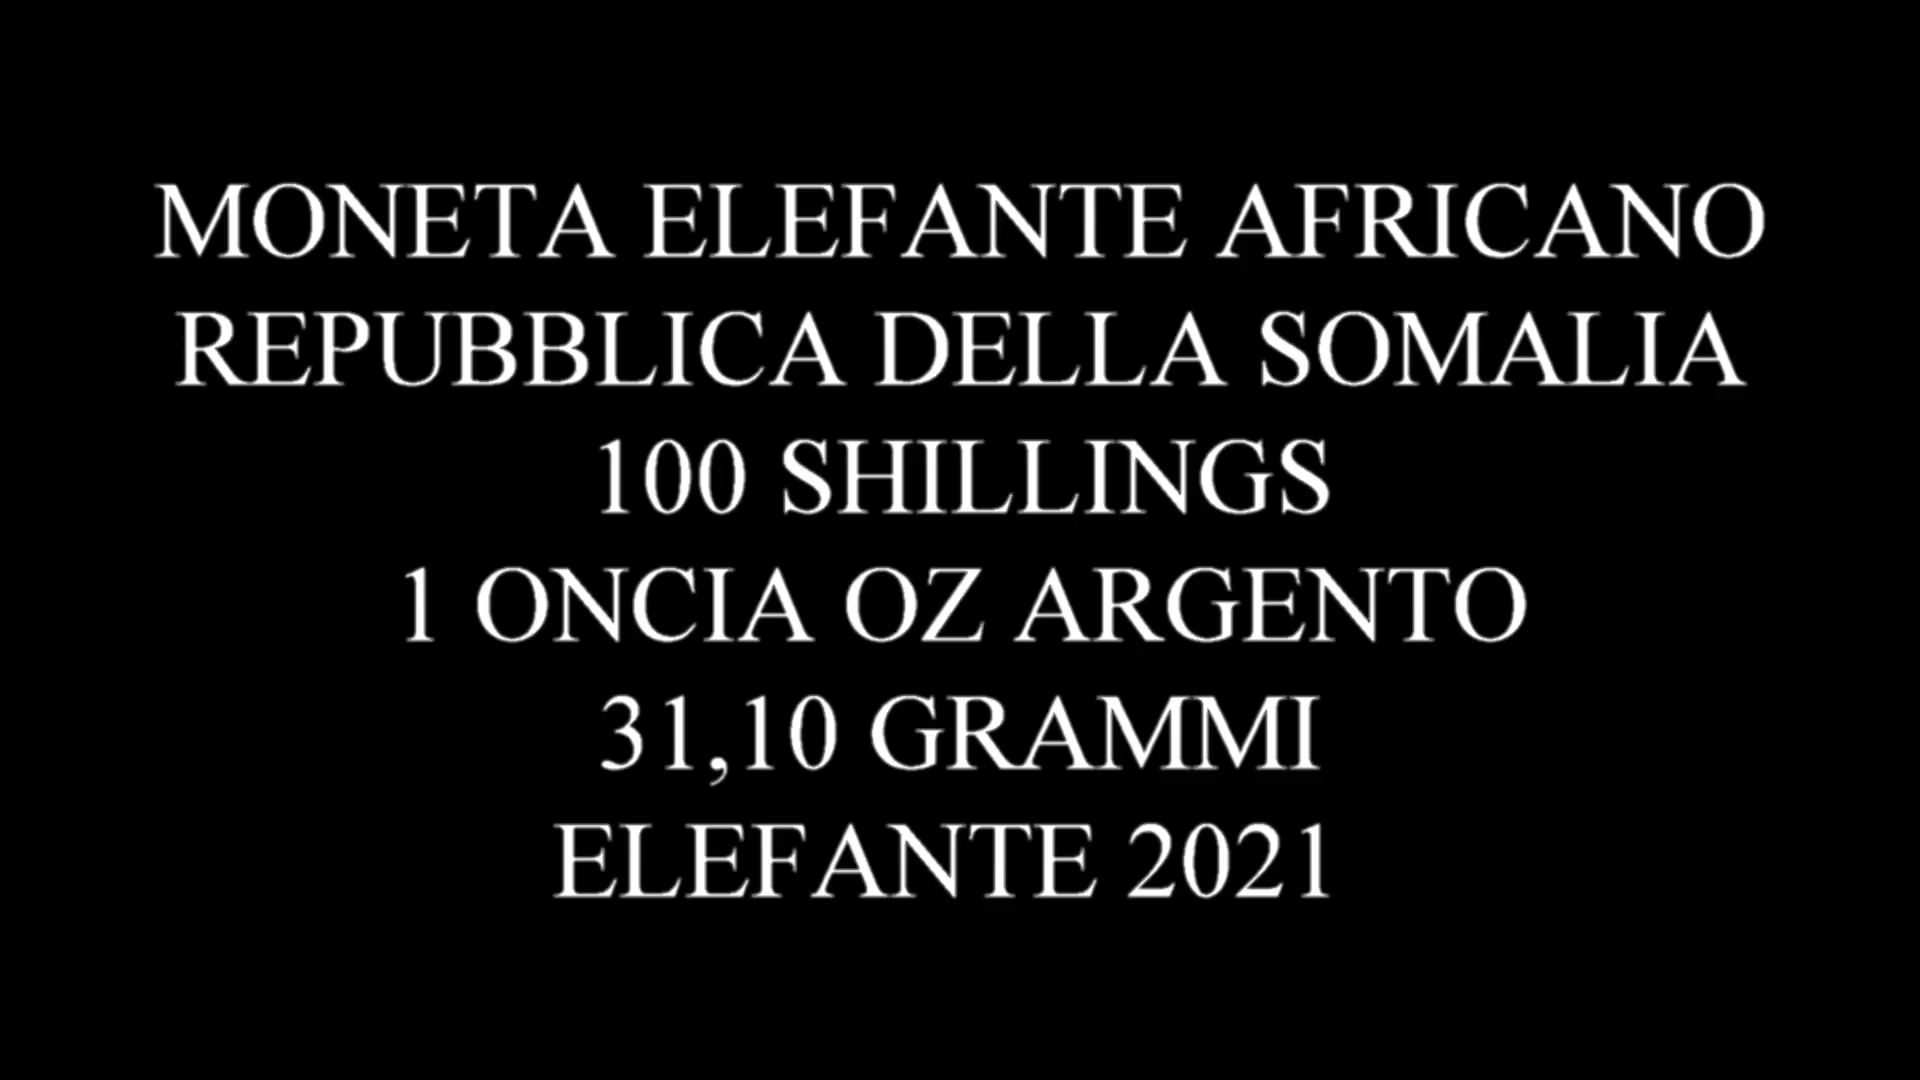 MONETA ELEFANTE AFRICANO
REPUBBLICA DELLA SOMALIA
100 SHILLINGS
1 ONCIA OZ ARGENTO
31,10 GRAMMI
ELEFANTE 2021